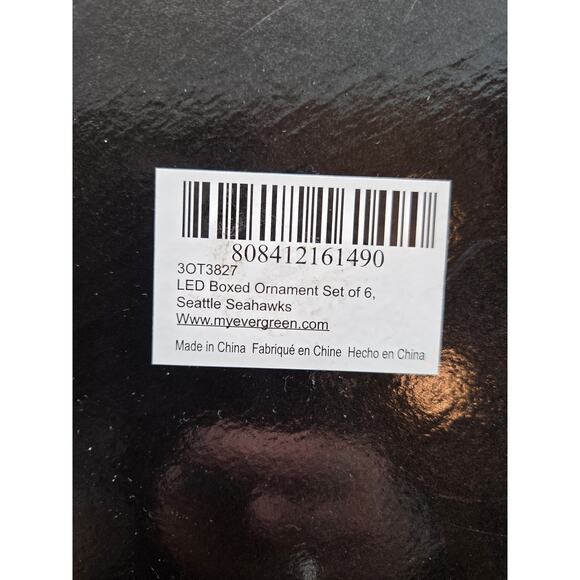 808412161490
3OT3827
LED Boxed Ornament Set of 6,
Seattle Seahawks
Www.myevergreen.com
Made in China Fabriqué en Chine Hecho en China